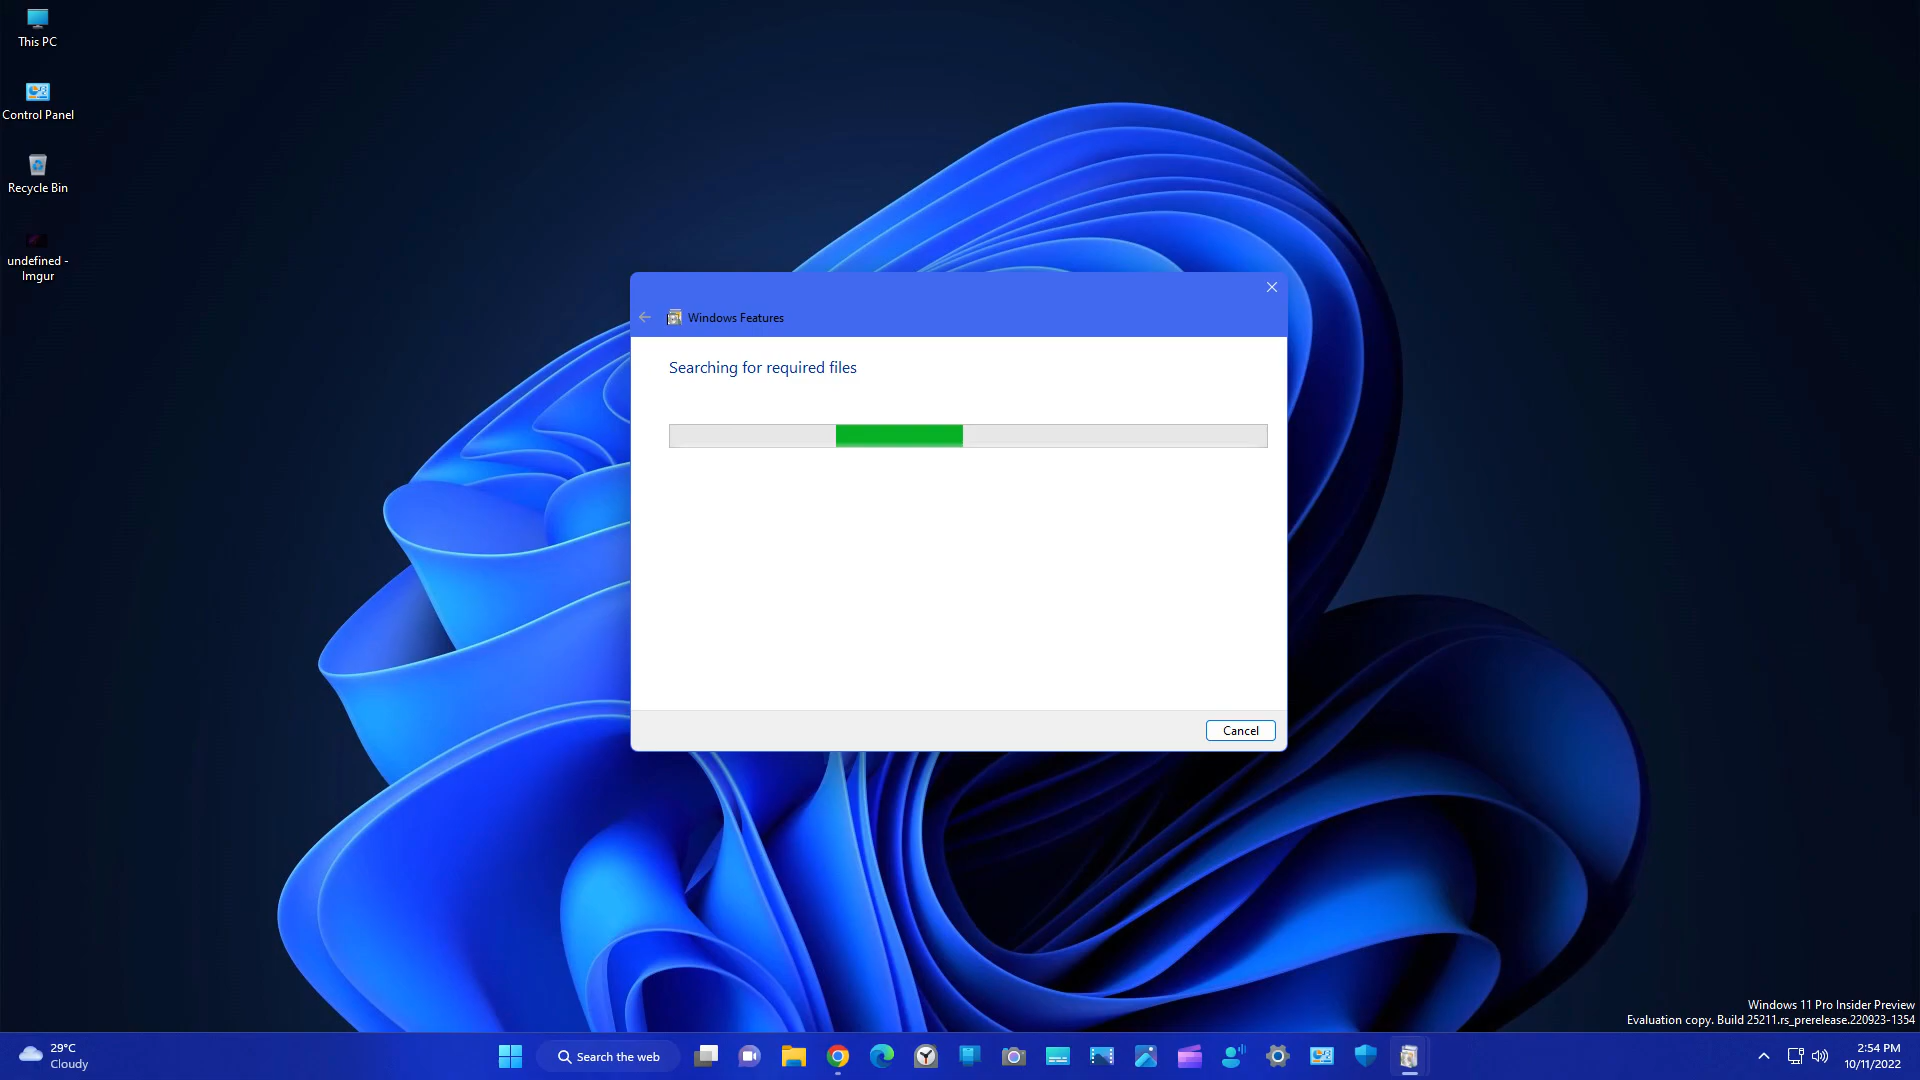 This PC
Control Panel
Recycle Bin
undefined -
Imgur
Windows Features
Searching for required files
Cancel
Windows 11 Pro Insider Preview
Evaluation copy. Build 25211.rs_prerelease.220923-1354
29°C
Cloudy
Search the web
2:54 PM
10/11/2022